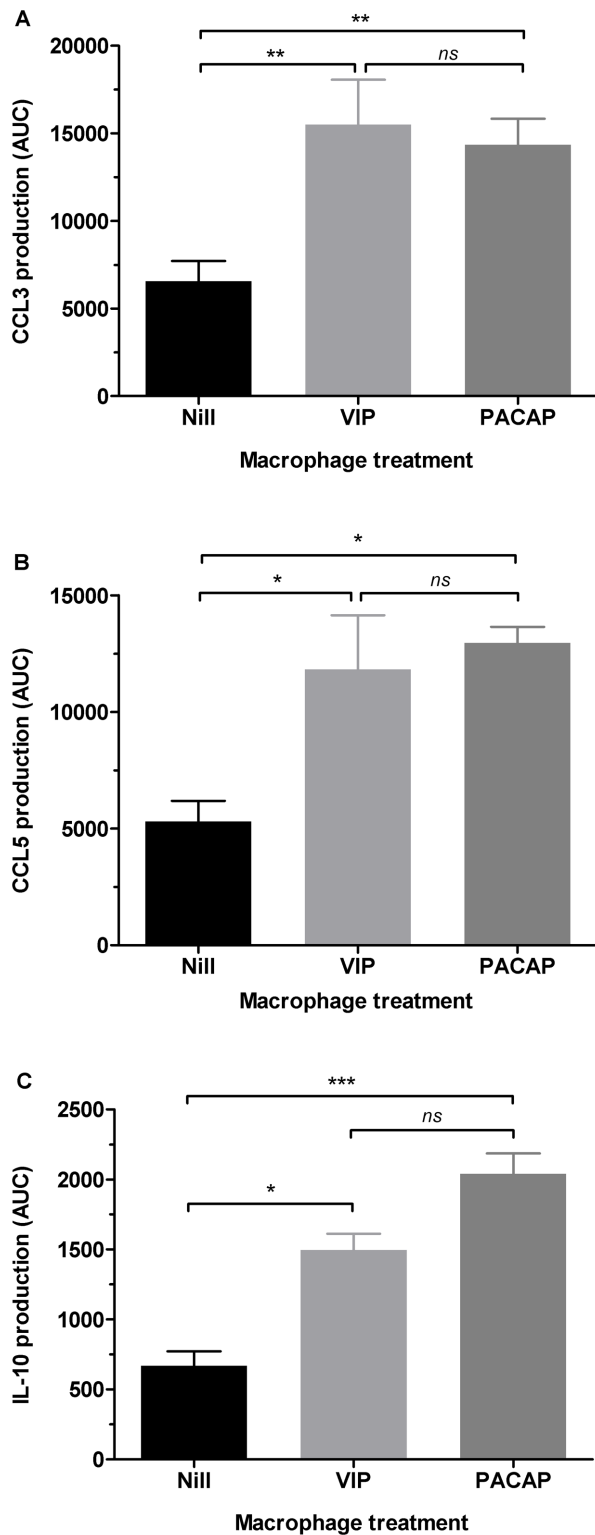 A
**
** ns
20000
15000
10000
5000
0
CCL3 production (AUC)
Nill VIP PACAP
Macrophage treatment
B
*
* ns
15000
10000
5000
0
CCL5 production (AUC)
Nill VIP PACAP
Macrophage treatment
C
***
ns
*
2500
2000
1500
1000
500
0
IL-10 production (AUC)
Nill VIP PACAP
Macrophage treatment